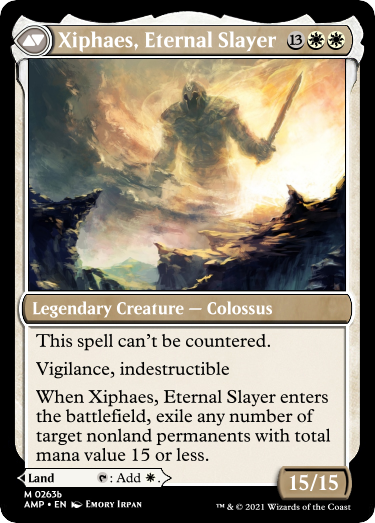 Xiphaes, Eternal Slayer 13
Legendary Creature — Colossus
This spell can't be countered.
Vigilance, indestructible
When Xiphaes, Eternal Slayer enters
the battlefield, exile any number of
target nonland permanents with total
mana value 15 or less.
Land : Add .
15/15
M 0263b
AMP • EN Emory Irpan
™ & © 2021 Wizards of the Coast